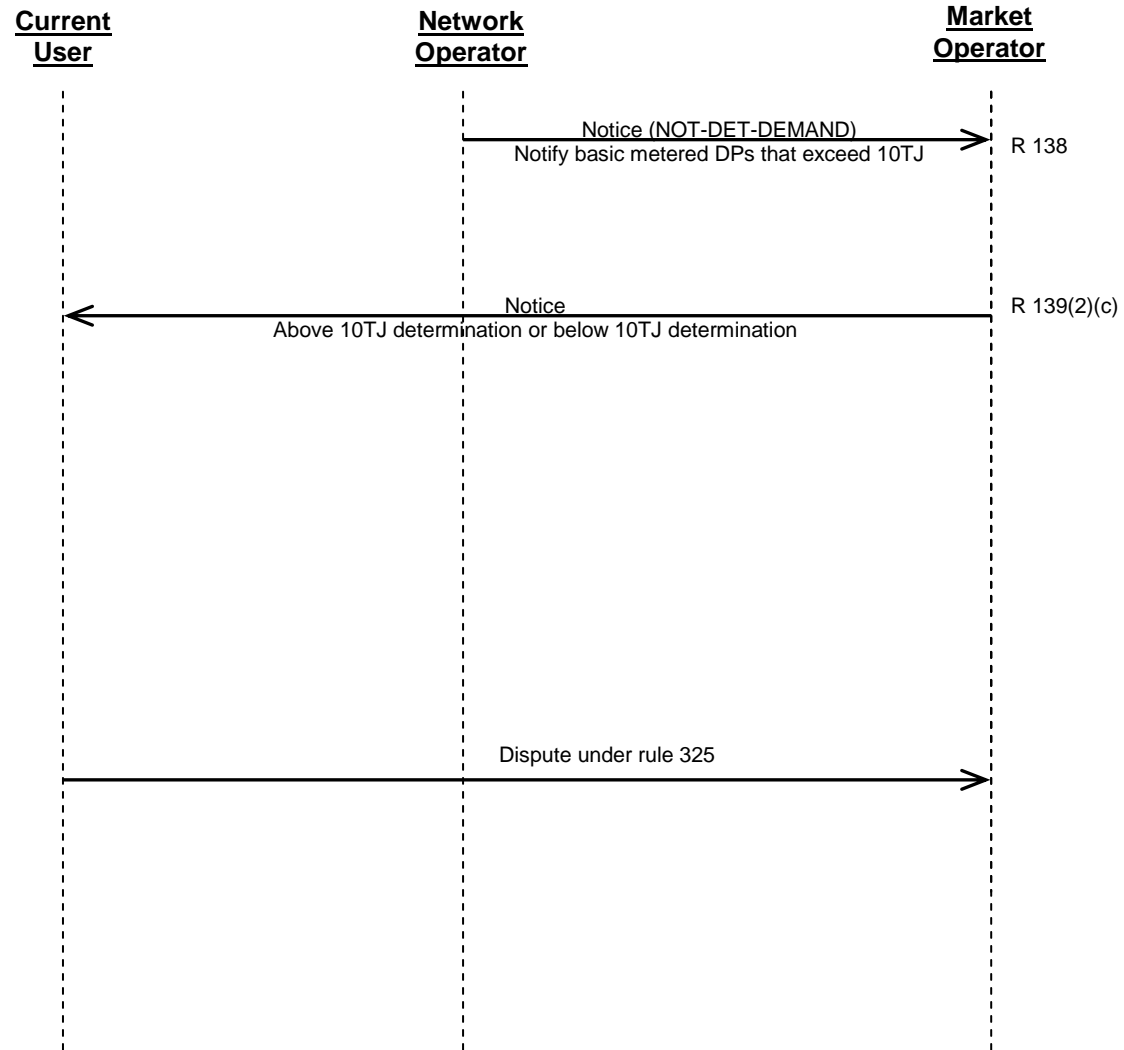 Current
User
Network
Operator
Market
Operator
Notice (NOT-DET-DEMAND)
Notify basic metered DPs that exceed 10TJ
R 138
Notice
Above 10TJ determination or below 10TJ determination
R 139(2)(c)
Dispute under rule 325